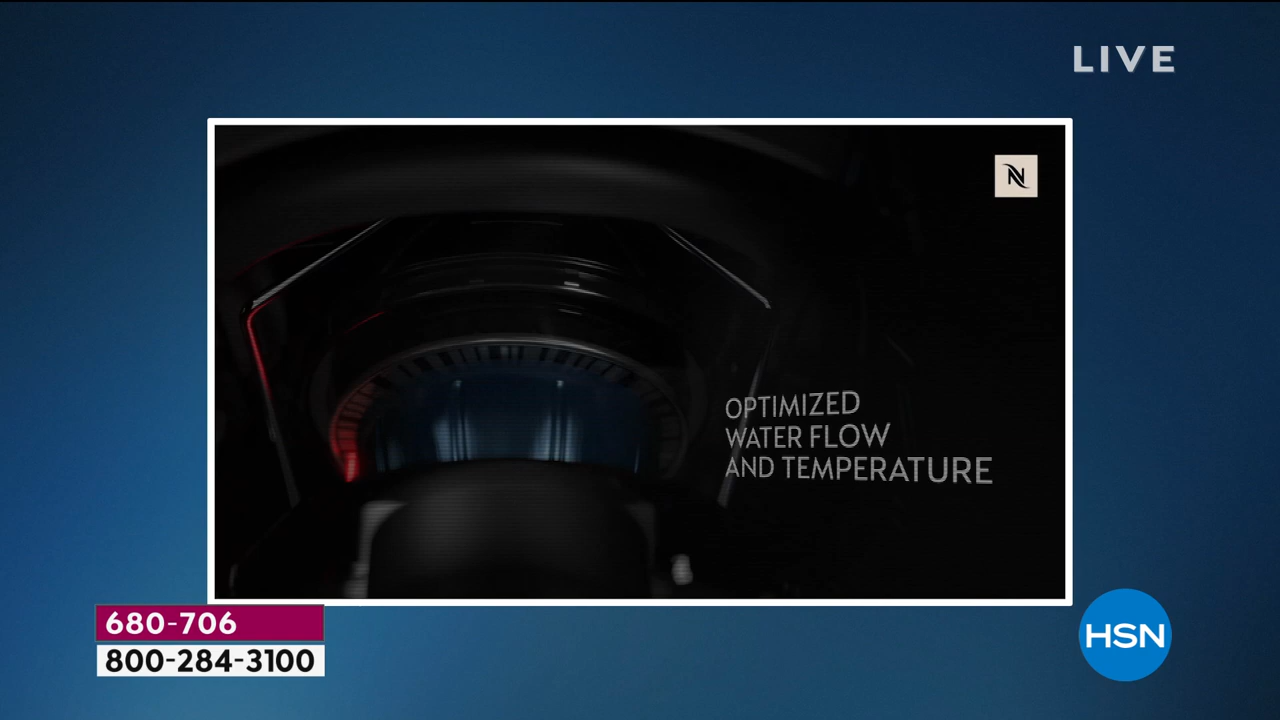 LIVE
N
OPTIMIZED
WATER FLOW
AND TEMPERATURE
680-706
800-284-3100
HSN